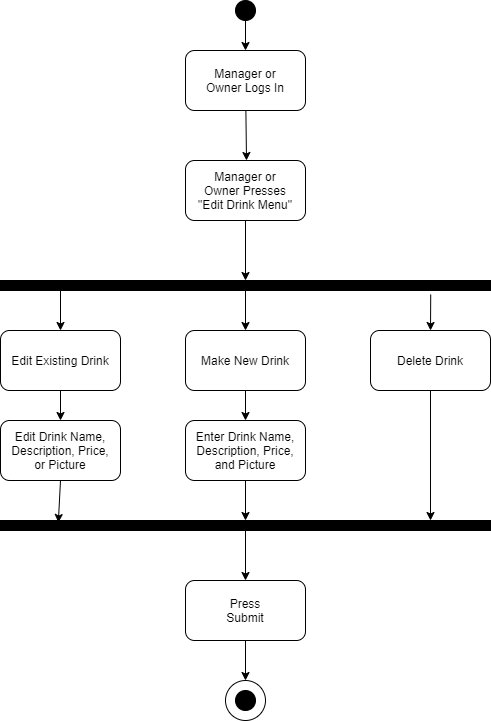 Manager or
Owner Logs In
Manager or
Owner Presses
"Edit Drink Menu"
Edit Existing Drink
Make New Drink
Delete Drink
Edit Drink Name,
Description, Price,
or Picture
Enter Drink Name,
Description, Price,
and Picture
Press
Submit